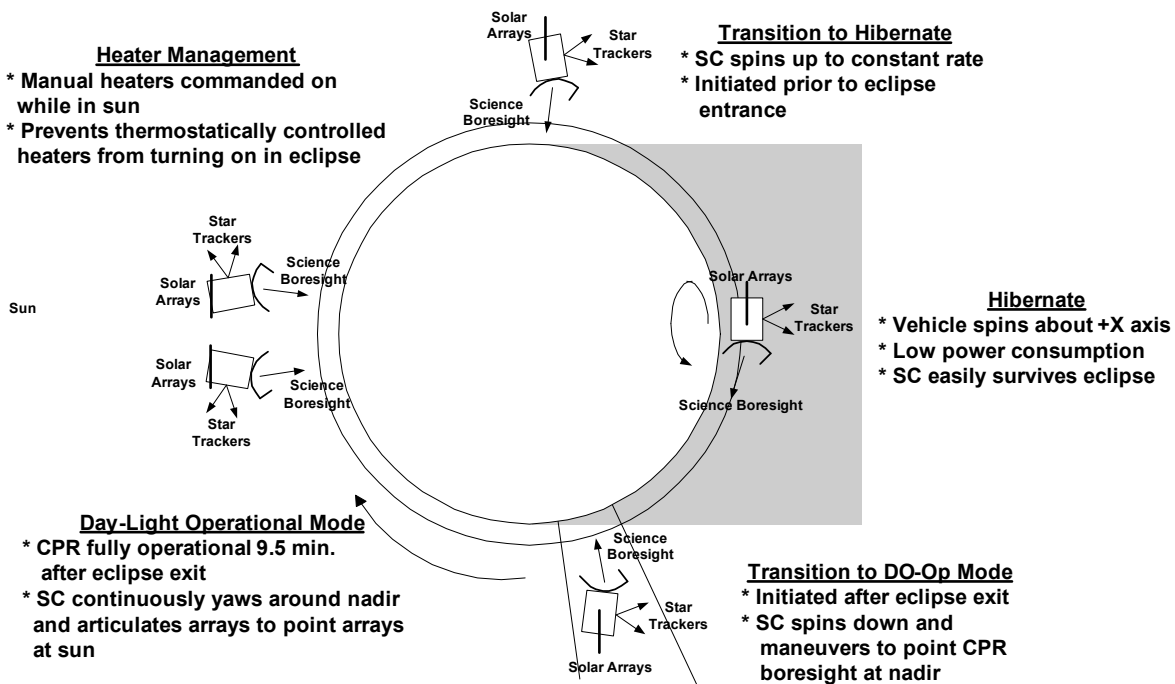 Solar
Arrays
Star
Trackers
Science
Boresight
Heater Management
* Manual heaters commanded on
while in sun
* Prevents thermostatically controlled
heaters from turning on in eclipse
Transition to Hibernate
* SC spins up to constant rate
* Initiated prior to eclipse
entrance
Star
Trackers
Solar
Arrays
Science
Boresight
Sun
Solar
Arrays
Science
Boresight
Star
Trackers
Solar Arrays
Star
Trackers
Science Boresight
Hibernate
* Vehicle spins about +X axis
* Low power consumption
* SC easily survives eclipse
Day-Light Operational Mode
* CPR fully operational 9.5 min.
after eclipse exit
* SC continuously yaws around nadir
and articulates arrays to point arrays
at sun
Science
Boresight
Star
Trackers
Solar Arrays
Transition to DO-Op Mode
* Initiated after eclipse exit
* SC spins down and
maneuvers to point CPR
boresight at nadir